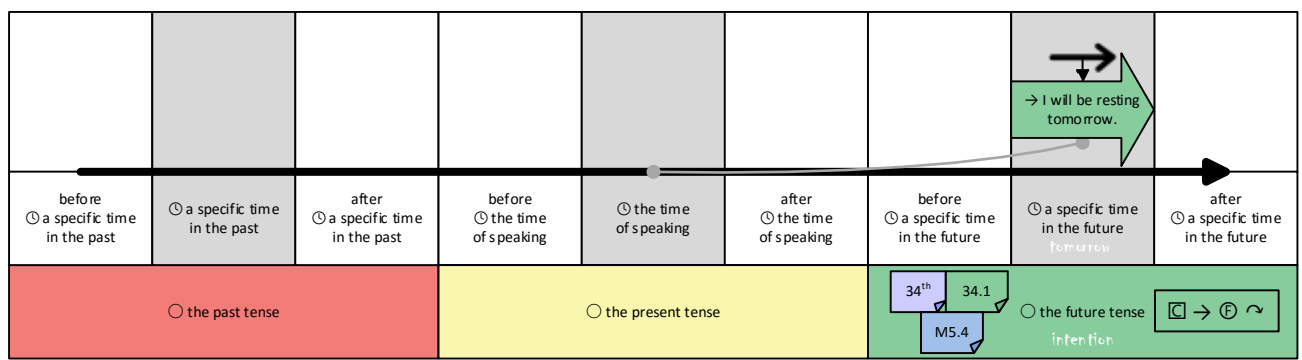 → I will be resting
tomorrow.
before
🕒 a specific time
in the past
🕒 a specific time
in the past
after
🕒 a specific time
in the past
before
🕒 the time
of speaking
🕒 the time
of speaking
after
🕒 the time
of speaking
before
🕒 a specific time
in the future
🕒 a specific time
in the future
tomorrow
after
🕒 a specific time
in the future
○ the past tense
○ the present tense
34th
34.1
M5.4
○ the future tense
intention
🄲 → Ⓕ ↷